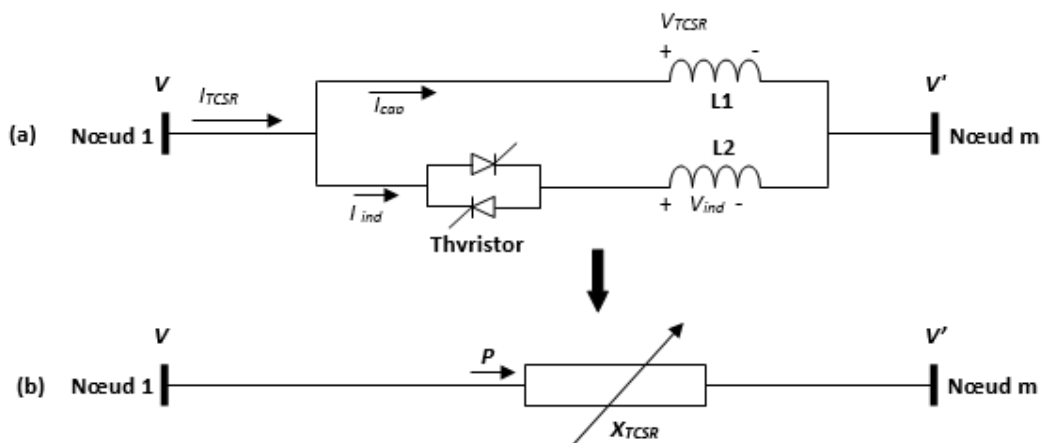 V_TCSR
+ -
V I_TCSR V'
I_cap L1
(a) Nœud 1 Nœud m
L2
I_ind + V_ind -
Thvristor
V V'
P
(b) Nœud 1 Nœud m
X_TCSR